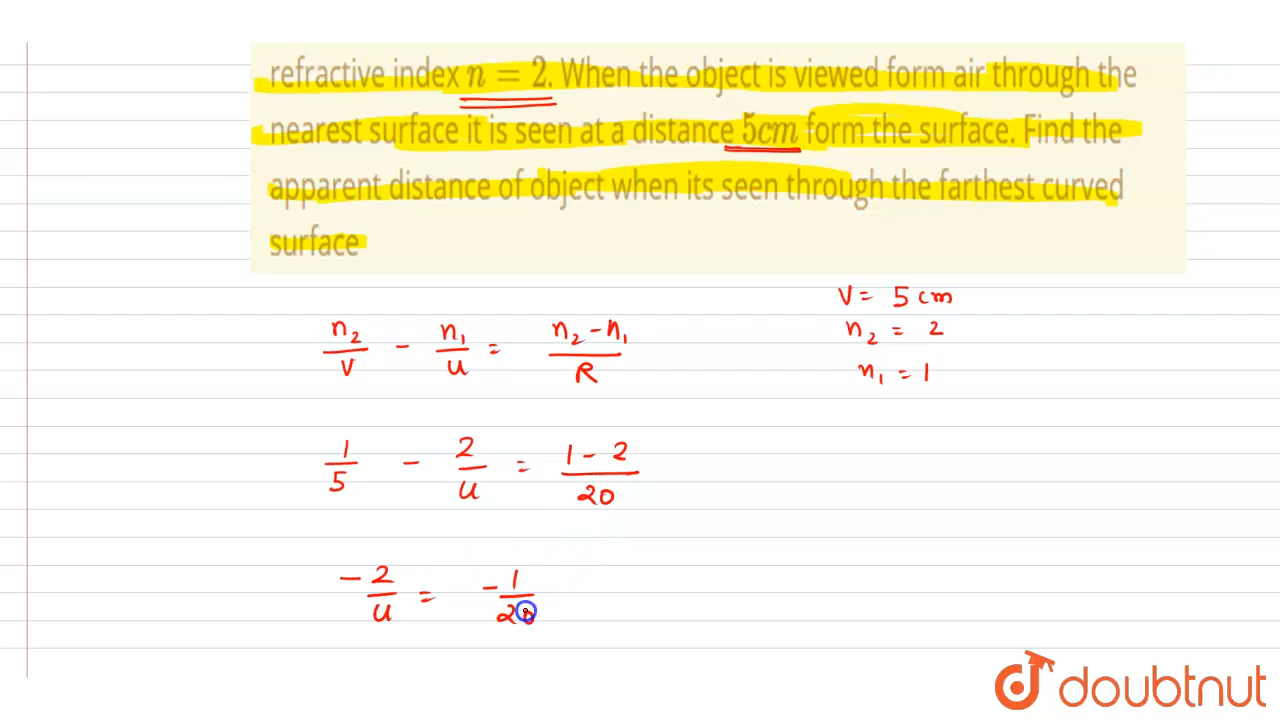 refractive index n = 2. When the object is viewed form air through the
nearest surface it is seen at a distance 5cm form the surface. Find the
apparent distance of object when its seen through the farthest curved
surface
V = 5 cm
n₂/V - n₁/u = n₂-n₁/R
n₂ = 2
n₁ = 1
1/5 - 2/u = 1-2/20
-2/u = -1/20
doubtnut